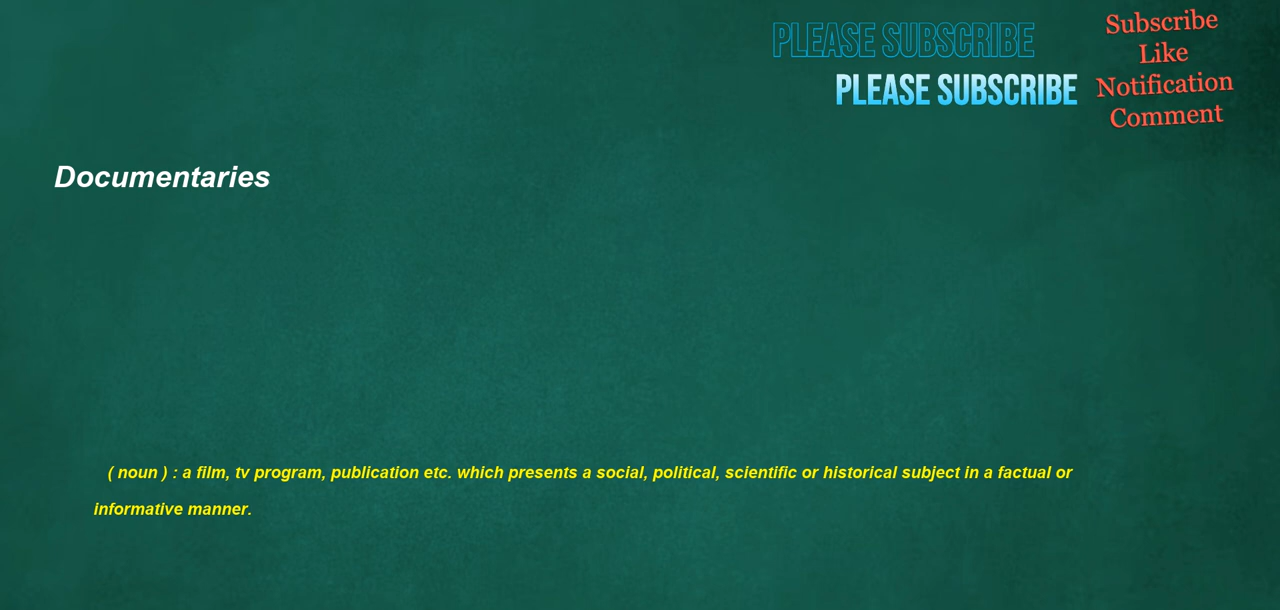 PLEASE SUBSCRIBE
PLEASE SUBSCRIBE
Subscribe
Like
Notification
Comment
Documentaries
( noun ) : a film, tv program, publication etc. which presents a social, political, scientific or historical subject in a factual or
informative manner.